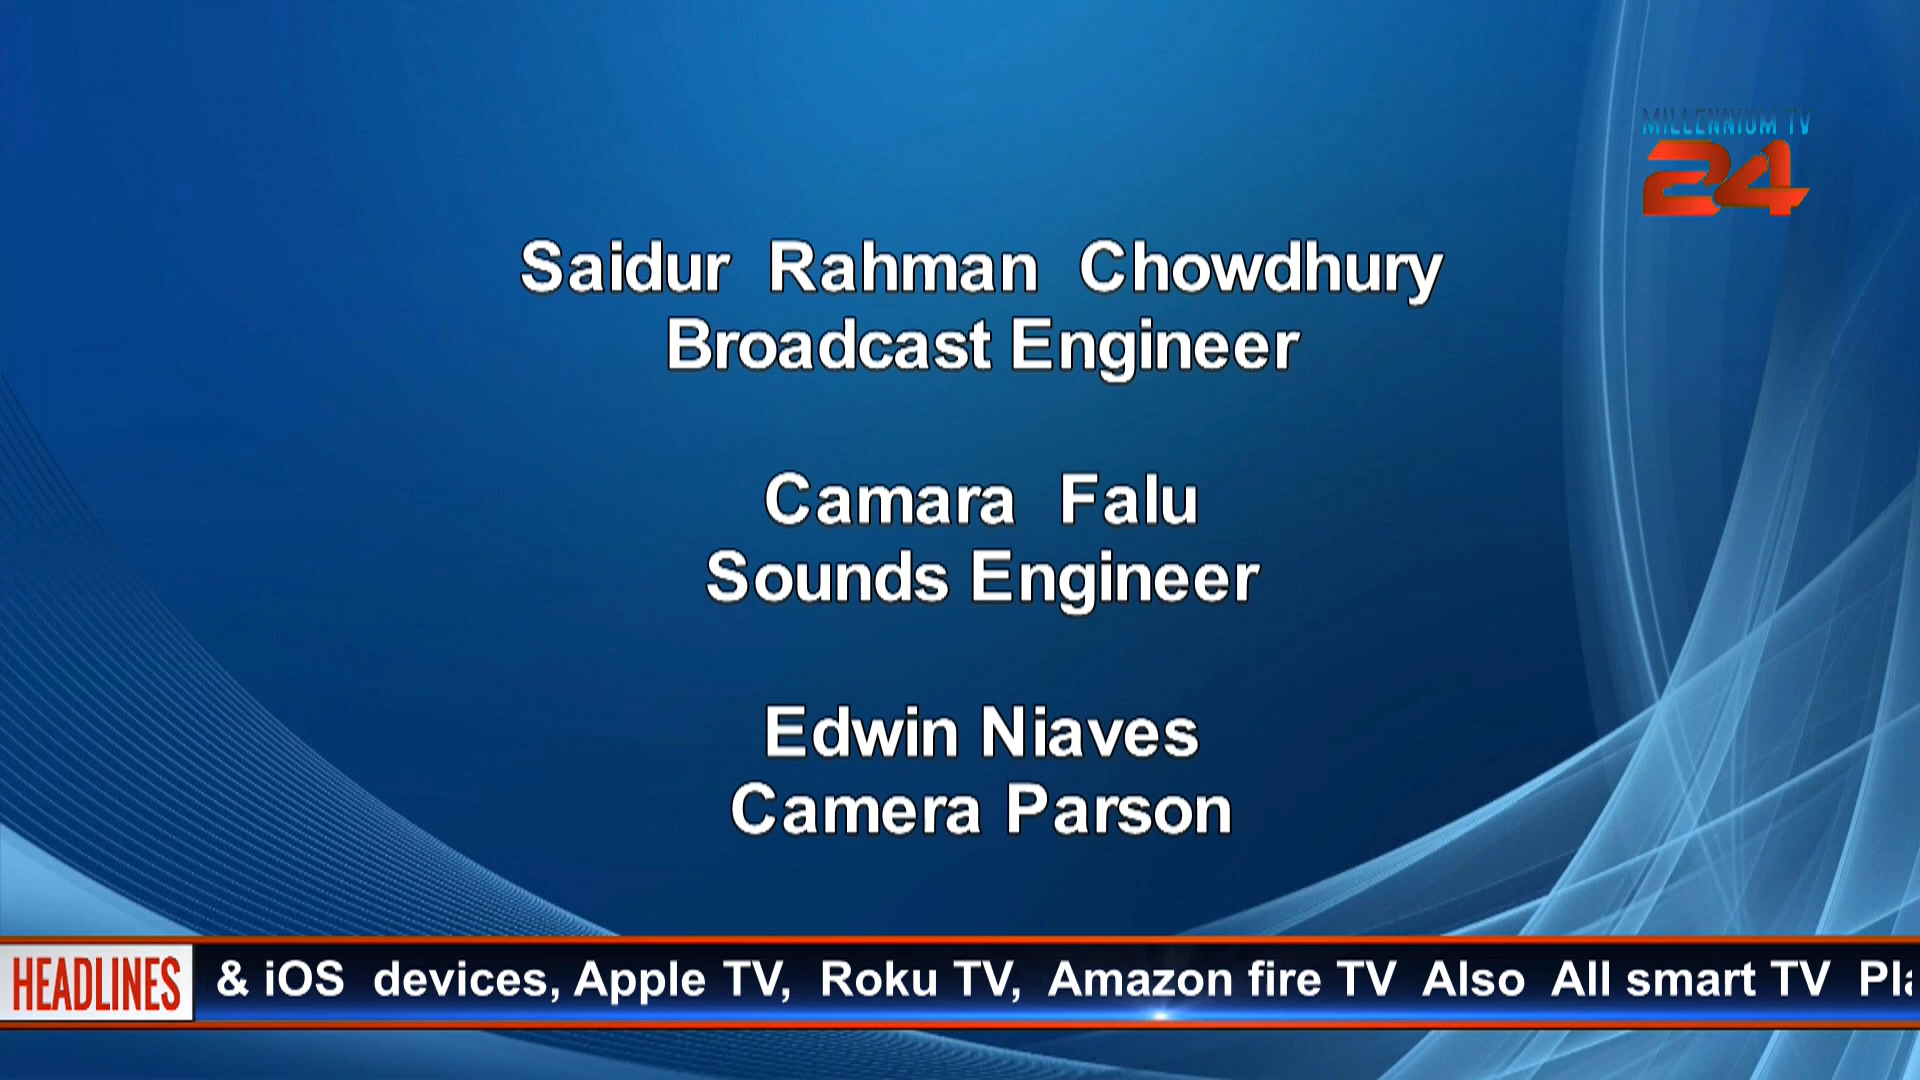 MILLENNIUM TV
24
Saidur Rahman Chowdhury
Broadcast Engineer
Camara Falu
Sounds Engineer
Edwin Niaves
Camera Parson
HEADLINES
& iOS devices, Apple TV, Roku TV, Amazon fire TV Also All smart TV